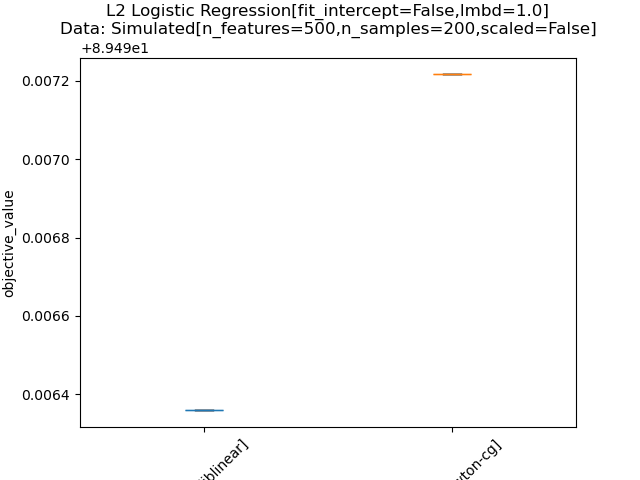 L2 Logistic Regression[fit_intercept=False,lmbd=1.0]
Data: Simulated[n_features=500,n_samples=200,scaled=False]
+8.949e1
0.0072
0.0070
0.0068
0.0066
0.0064
objective_value
iblinear]
ton-cg]